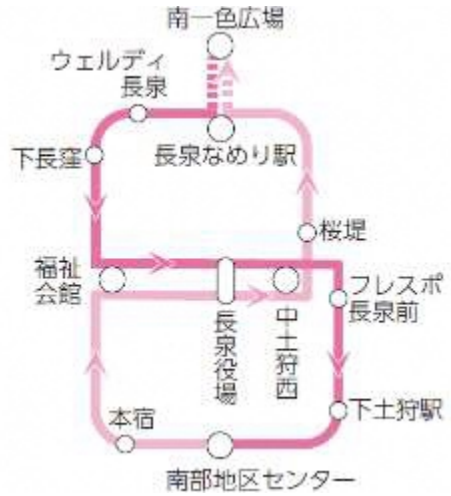 南一色広場
ウェルディ
長泉
長泉なめり駅
下長窪
桜堤
福祉
会館
長泉役場
中土狩西
フレスポ
長泉前
下土狩駅
本宿
南部地区センター